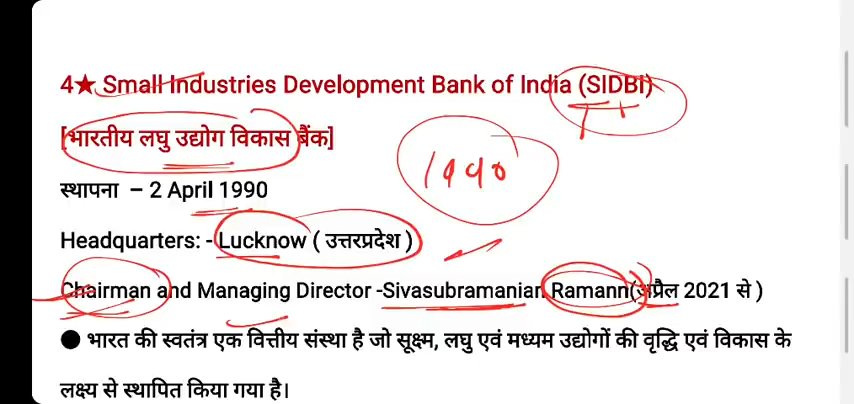 4★ Small Industries Development Bank of India (SIDBI)
[भारतीय लघु उद्योग विकास बैंक]
1990
स्थापना – 2 April 1990
Headquarters: - Lucknow ( उत्तरप्रदेश )
Chairman and Managing Director -Sivasubramanian Ramann(अप्रैल 2021 से )
● भारत की स्वतंत्र एक वित्तीय संस्था है जो सूक्ष्म, लघु एवं मध्यम उद्योगों की वृद्धि एवं विकास के
लक्ष्य से स्थापित किया गया है।